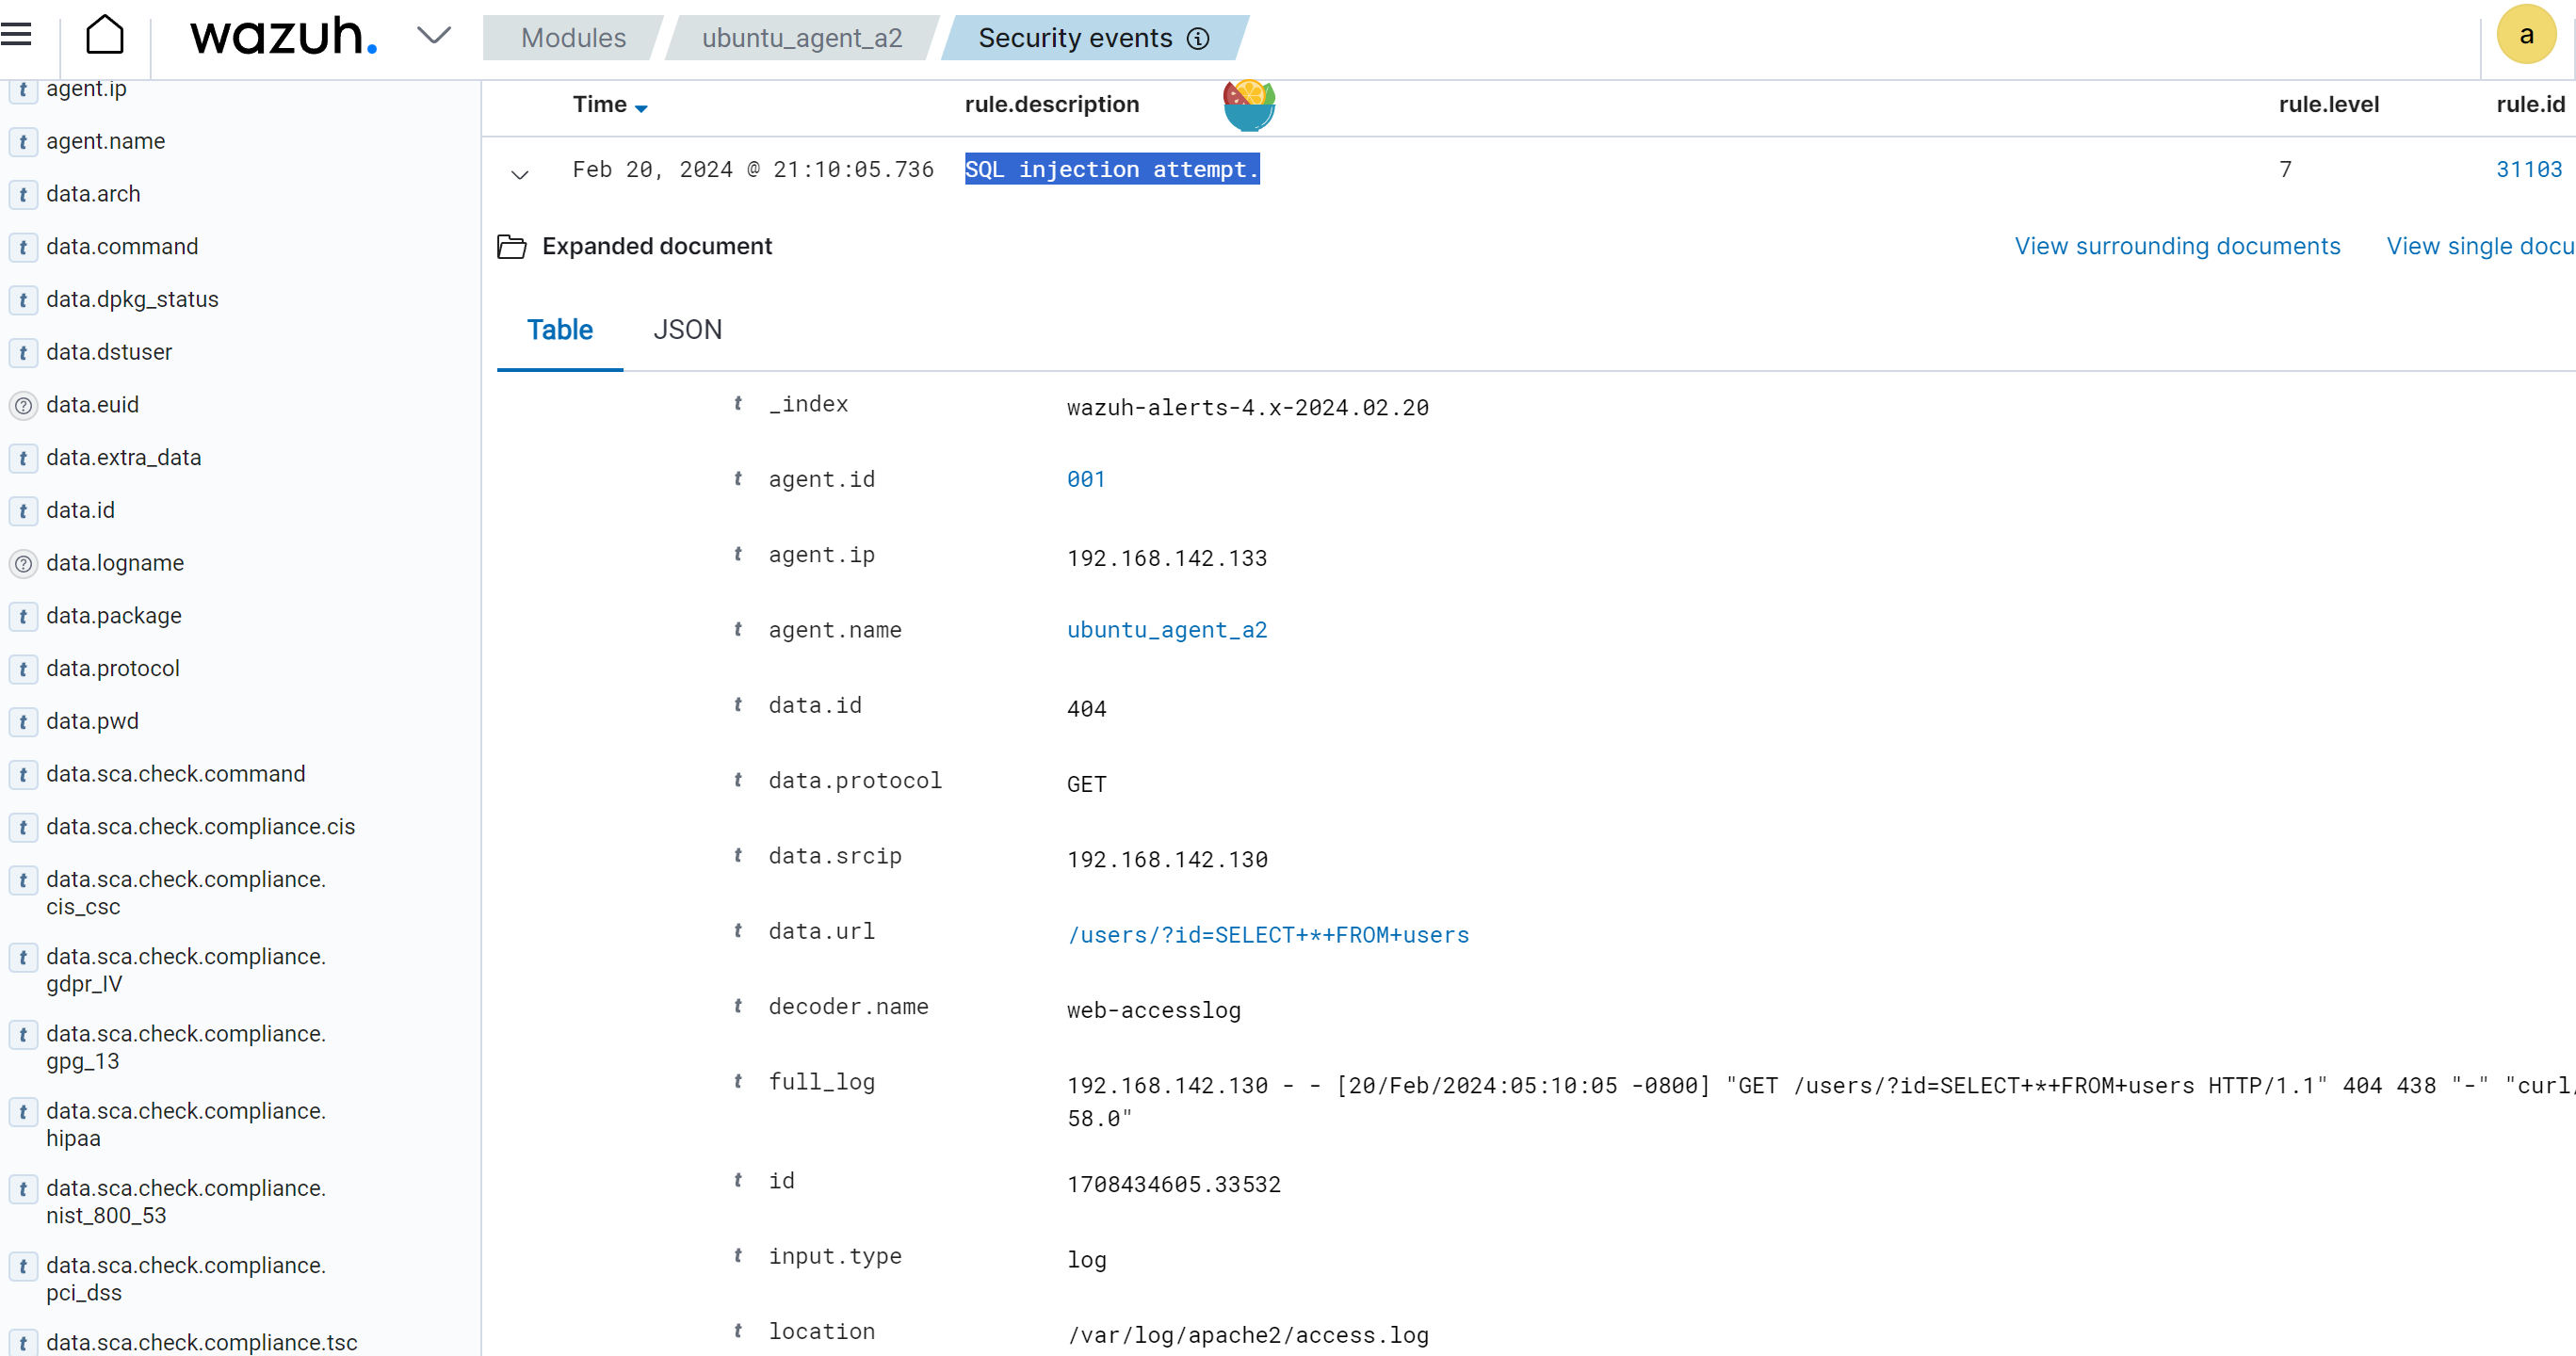 wazuh.
Modules
ubuntu_agent_a2
Security events
a
agent.ip
agent.name
data.arch
data.command
data.dpkg_status
data.dstuser
data.euid
data.extra_data
data.id
data.logname
data.package
data.protocol
data.pwd
data.sca.check.command
data.sca.check.compliance.cis
data.sca.check.compliance.
cis_csc
data.sca.check.compliance.
gdpr_IV
data.sca.check.compliance.
gpg_13
data.sca.check.compliance.
hipaa
data.sca.check.compliance.
nist_800_53
data.sca.check.compliance.
pci_dss
data.sca.check.compliance.tsc
Time rule.description rule.level rule.id
Feb 20, 2024 @ 21:10:05.736 SQL injection attempt. 7 31103
Expanded document View surrounding documents View single docu
Table JSON
t _index wazuh-alerts-4.x-2024.02.20
t agent.id 001
t agent.ip 192.168.142.133
t agent.name ubuntu_agent_a2
t data.id 404
t data.protocol GET
t data.srcip 192.168.142.130
t data.url /users/?id=SELECT+*+FROM+users
t decoder.name web-accesslog
t full_log 192.168.142.130 - - [20/Feb/2024:05:10:05 -0800] "GET /users/?id=SELECT+*+FROM+users HTTP/1.1" 404 438 "-" "curl/
58.0"
t id 1708434605.33532
t input.type log
t location /var/log/apache2/access.log